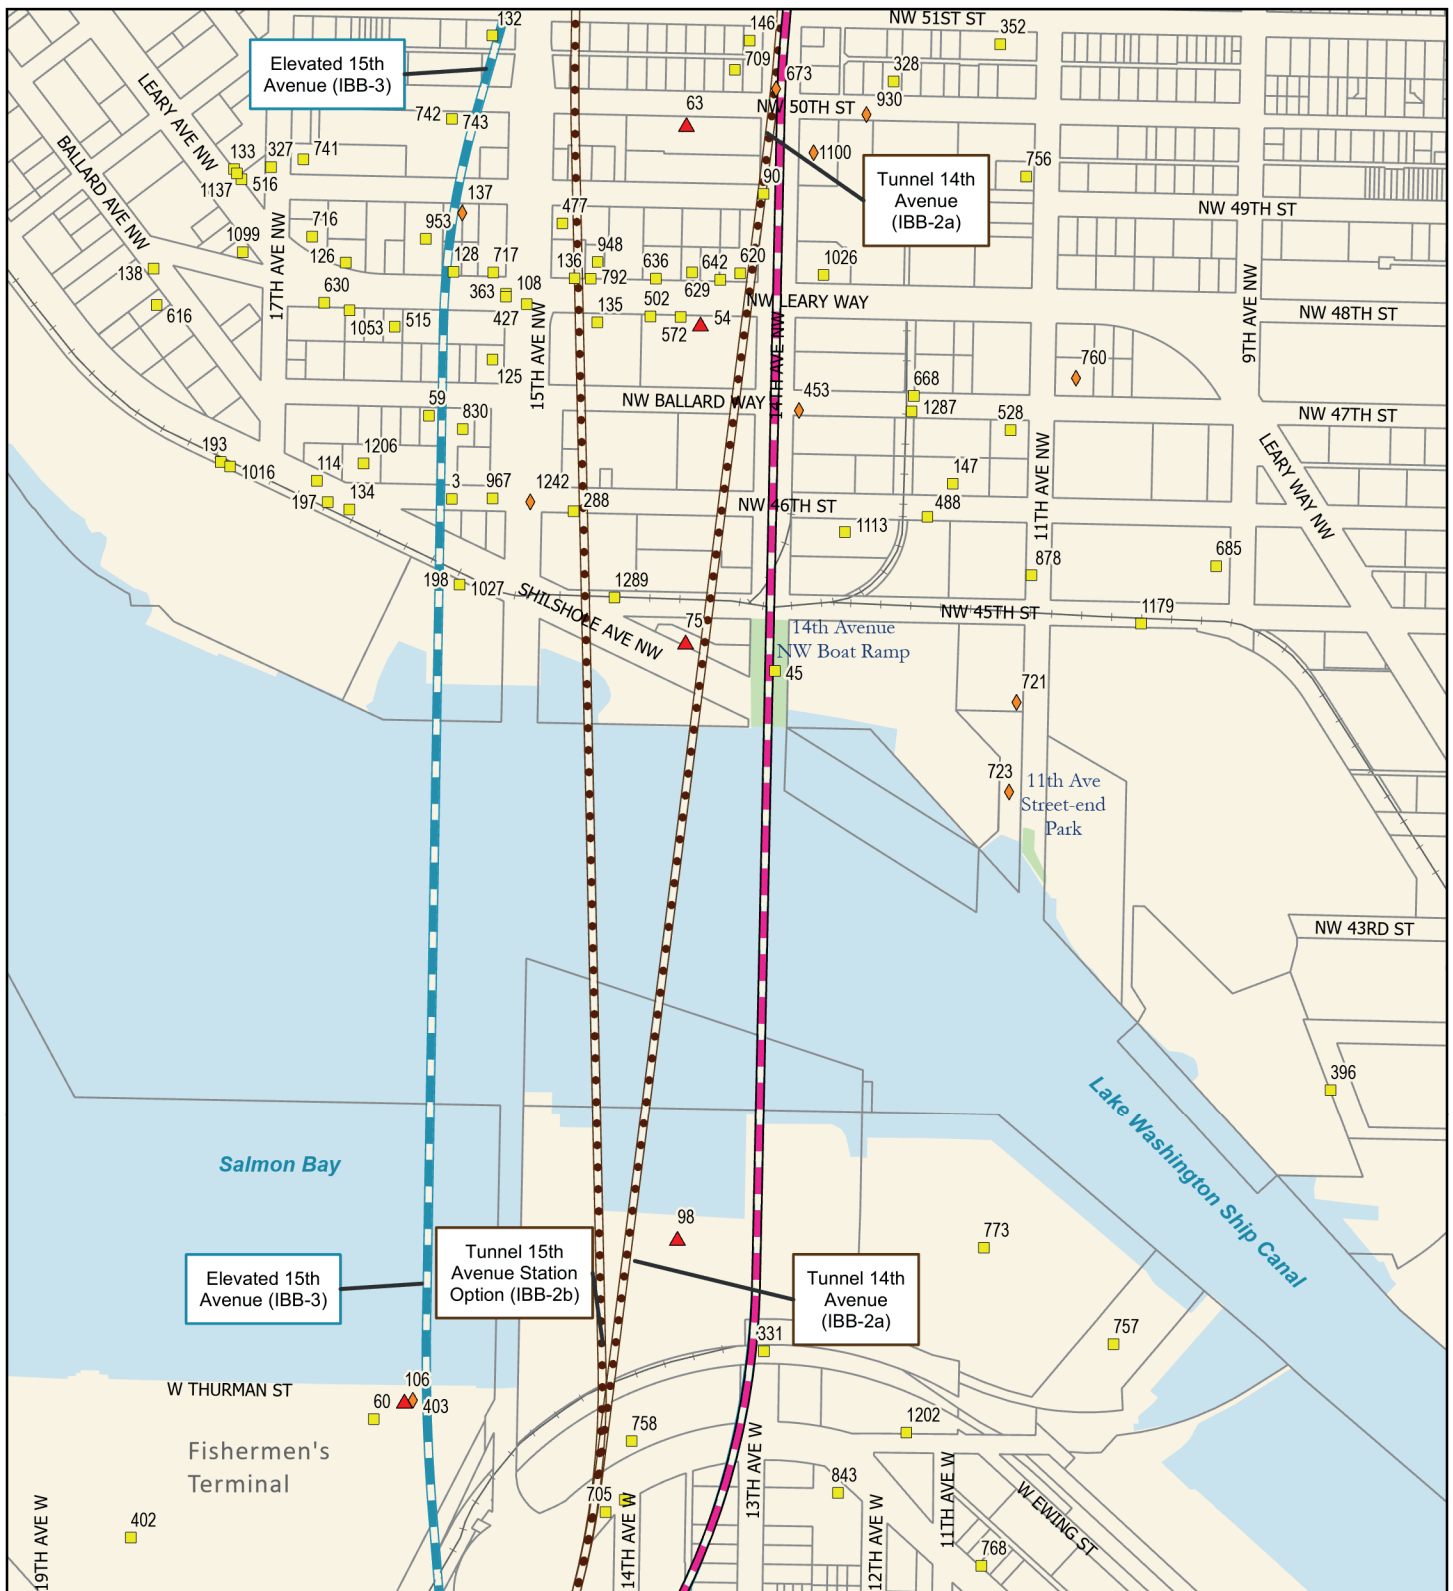 132
146
NW 51ST ST
352
Elevated 15th
Avenue (IBB-3)
709
673
328
LEARY AVE NW
63
NW 50TH ST
930
742
743
BALLARD AVE NW
133
327
741
1100
756
1137
516
90
Tunnel 14th
Avenue
(IBB-2a)
137
477
NW 49TH ST
716
953
1099
126
17TH AVE NW
128
717
948
136
792
636
642
620
1026
138
630
363
108
629
9TH AVE NW
616
1053
515
427
15TH AVE NW
135
502
572
54
NW LEARY WAY
NW 48TH ST
14TH AVE NW
125
760
59
NW BALLARD WAY
453
668
1287
NW 47TH ST
830
528
193
1206
1016
114
3
967
1242
147
11TH AVE NW
LEARY WAY NW
197
134
288
NW 46TH ST
488
1113
198
1027
1289
878
685
SHILSHOLE AVE NW
75
NW 45TH ST
1179
14th Avenue
NW Boat Ramp
45
721
723
11th Ave
Street-end
Park
NW 43RD ST
396
Lake Washington Ship Canal
Salmon Bay
98
773
Elevated 15th
Avenue (IBB-3)
Tunnel 15th
Avenue Station
Option (IBB-2b)
Tunnel 14th
Avenue
(IBB-2a)
331
757
W THURMAN ST
106
60
403
758
1202
Fishermen's
Terminal
13TH AVE W
843
11TH AVE W
705
W EWING ST
402
19TH AVE W
14TH AVE W
12TH AVE W
768